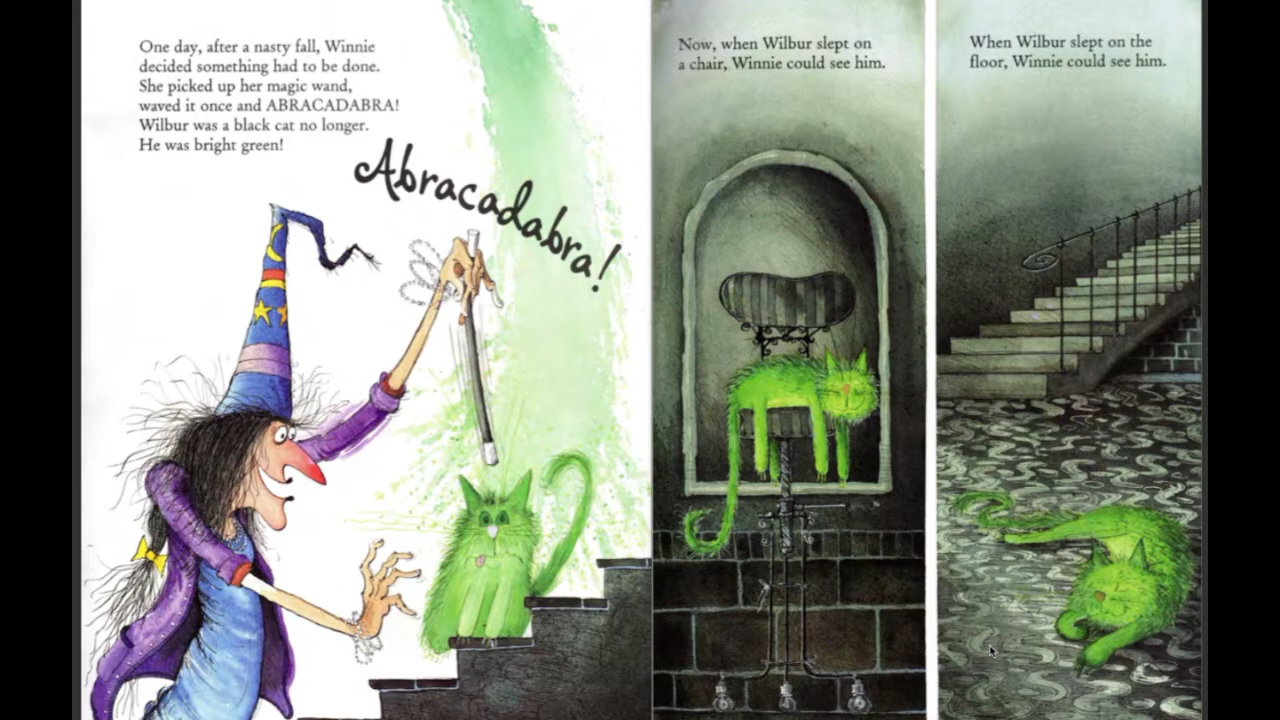 One day, after a nasty fall, Winnie
decided something had to be done.
She picked up her magic wand,
waved it once and ABRACADABRA!
Wilbur was a black cat no longer.
He was bright green!
Abracadabra!
Now, when Wilbur slept on
a chair, Winnie could see him.
When Wilbur slept on the
floor, Winnie could see him.